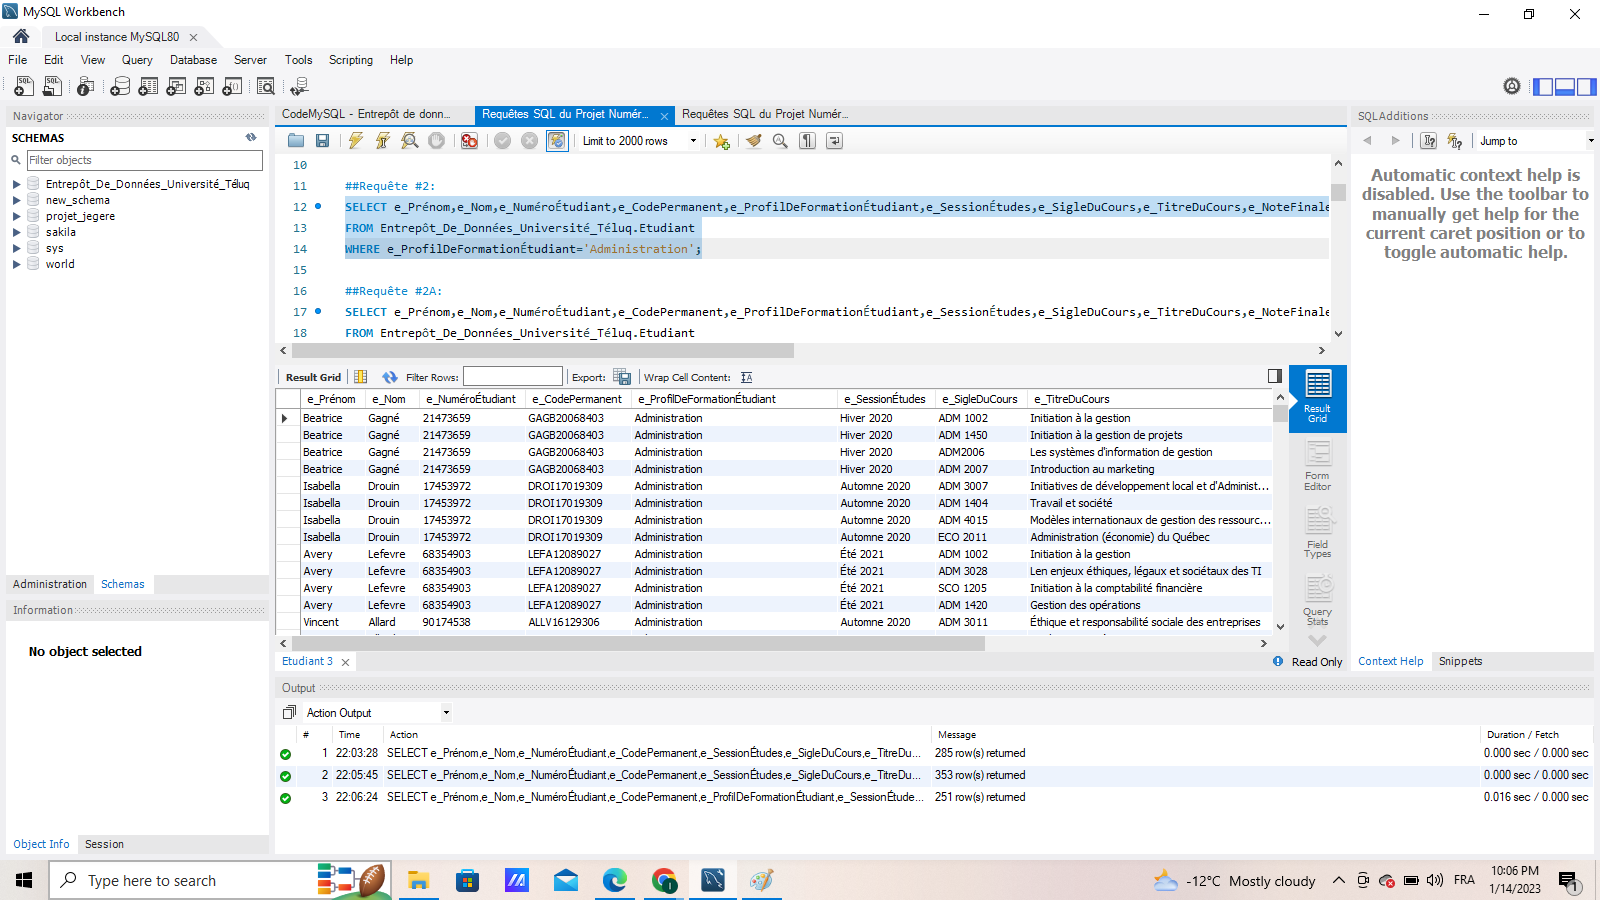 MySQL Workbench
Local instance MySQL80
File Edit View Query Database Server Tools Scripting Help
Navigator
SCHEMAS
Filter objects
Entrepôt_De_Données_Université_Téluq
new_schema
projet_jegere
sakila
sys
world
Administration Schemas
Information
No object selected
Object Info Session
CodeMySQL - Entrepôt de donn... Requêtes SQL du Projet Numér... Requêtes SQL du Projet Numér...
Limit to 2000 rows
10
11 ##Requête #2:
12 SELECT e_Prénom,e_Nom,e_NuméroÉtudiant,e_CodePermanent,e_ProfilDeFormationÉtudiant,e_SessionÉtudes,e_SigleDuCours,e_TitreDuCours,e_NoteFinale
13 FROM Entrepôt_De_Données_Université_Téluq.Etudiant
14 WHERE e_ProfilDeFormationÉtudiant='Administration';
15
16 ##Requête #2A:
17 SELECT e_Prénom,e_Nom,e_NuméroÉtudiant,e_CodePermanent,e_ProfilDeFormationÉtudiant,e_SessionÉtudes,e_SigleDuCours,e_TitreDuCours,e_NoteFinale
18 FROM Entrepôt_De_Données_Université_Téluq.Etudiant
Result Grid Filter Rows: Export: Wrap Cell Content:
e_Prénom e_Nom e_NuméroÉtudiant e_CodePermanent e_ProfilDeFormationÉtudiant e_SessionÉtudes e_SigleDuCours e_TitreDuCours
Beatrice Gagné 21473659 GAGB20068403 Administration Hiver 2020 ADM 1002 Initiation à la gestion
Beatrice Gagné 21473659 GAGB20068403 Administration Hiver 2020 ADM 1450 Initiation à la gestion de projets
Beatrice Gagné 21473659 GAGB20068403 Administration Hiver 2020 ADM2006 Les systèmes d'information de gestion
Beatrice Gagné 21473659 GAGB20068403 Administration Hiver 2020 ADM 2007 Introduction au marketing
Isabella Drouin 17453972 DROI17019309 Administration Automne 2020 ADM 3007 Initiatives de développement local et d'Administ...
Isabella Drouin 17453972 DROI17019309 Administration Automne 2020 ADM 1404 Travail et société
Isabella Drouin 17453972 DROI17019309 Administration Automne 2020 ADM 4015 Modèles internationaux de gestion des ressourc...
Isabella Drouin 17453972 DROI17019309 Administration Automne 2020 ECO 2011 Administration (économie) du Québec
Avery Lefevre 68354903 LEFA12089027 Administration Été 2021 ADM 1002 Initiation à la gestion
Avery Lefevre 68354903 LEFA12089027 Administration Été 2021 ADM 3028 Len enjeux éthiques, légaux et sociétaux des TI
Avery Lefevre 68354903 LEFA12089027 Administration Été 2021 SCO 1205 Initiation à la comptabilité financière
Avery Lefevre 68354903 LEFA12089027 Administration Été 2021 ADM 1420 Gestion des opérations
Vincent Allard 90174538 ALLV16129306 Administration Automne 2020 ADM 3011 Éthique et responsabilité sociale des entreprises
Result Grid
Form Editor
Field Types
Query Stats
Etudiant 3
Read Only
SQLAdditions
Jump to
Automatic context help is
disabled. Use the toolbar to
manually get help for the
current caret position or to
toggle automatic help.
Context Help Snippets
Output
Action Output
# Time Action Message Duration / Fetch
1 22:03:28 SELECT e_Prénom,e_Nom,e_NuméroÉtudiant,e_CodePermanent,e_SessionÉtudes,e_SigleDuCours,e_TitreDu... 285 row(s) returned 0.000 sec / 0.000 sec
2 22:05:45 SELECT e_Prénom,e_Nom,e_NuméroÉtudiant,e_CodePermanent,e_SessionÉtudes,e_SigleDuCours,e_TitreDu... 353 row(s) returned 0.000 sec / 0.000 sec
3 22:06:24 SELECT e_Prénom,e_Nom,e_NuméroÉtudiant,e_CodePermanent,e_ProfilDeFormationÉtudiant,e_SessionÉtude... 251 row(s) returned 0.016 sec / 0.000 sec
Type here to search
-12°C Mostly cloudy
FRA
10:06 PM
1/14/2023
1